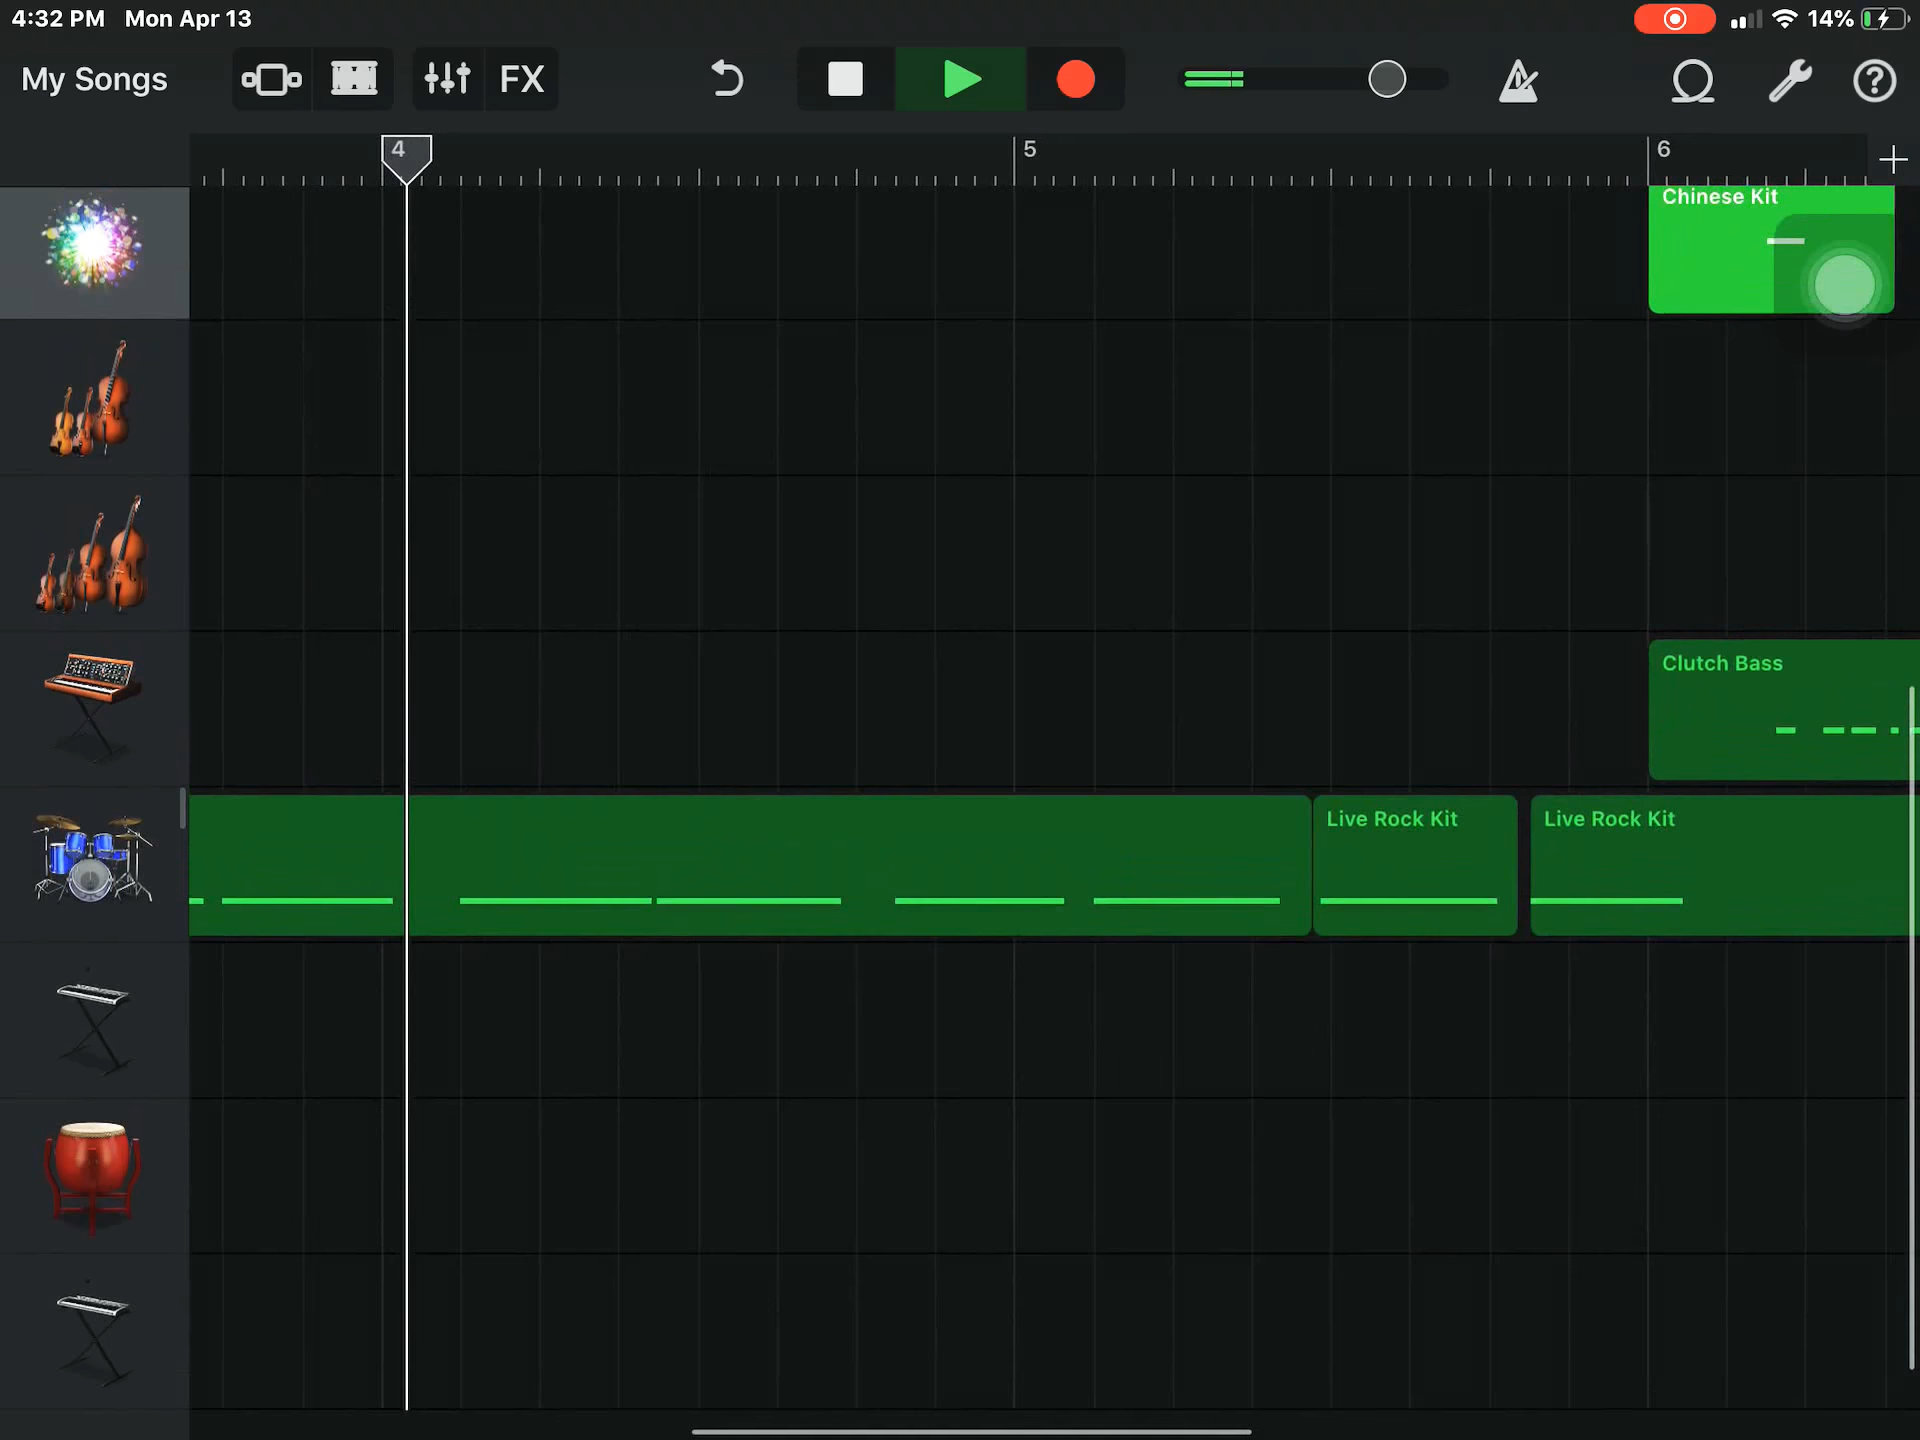 4:32 PM Mon Apr 13
14%
My Songs
FX
4
5
6
Chinese Kit
Clutch Bass
Live Rock Kit
Live Rock Kit